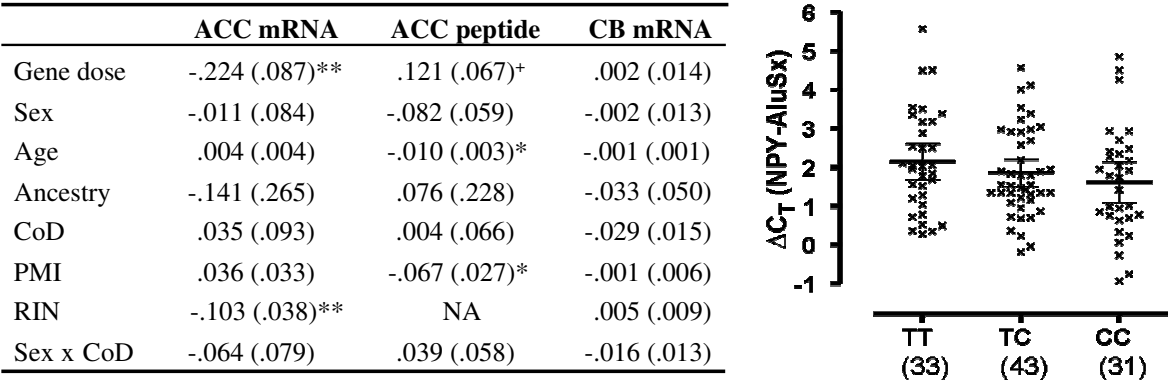 ACC mRNA ACC peptide CB mRNA
Gene dose -.224 (.087)** .121 (.067)+ .002 (.014)
Sex -.011 (.084) -.082 (.059) -.002 (.013)
Age .004 (.004) -.010 (.003)* -.001 (.001)
Ancestry -.141 (.265) .076 (.228) -.033 (.050)
CoD .035 (.093) .004 (.066) -.029 (.015)
PMI .036 (.033) -.067 (.027)* -.001 (.006)
RIN -.103 (.038)** NA .005 (.009)
Sex x CoD -.064 (.079) .039 (.058) -.016 (.013)
ΔCT (NPY-AluSx)
6
5
4
3
2
1
0
-1
TT TC CC
(33) (43) (31)